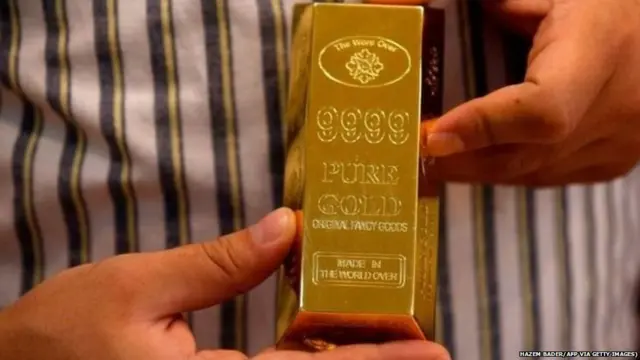 The Word Over
9999
PURE
GOLD
ORIGINAL FANCY GOODS
MADE IN
THE WORLD OVER
HAZEM BADER/AFP VIA GETTY IMAGES